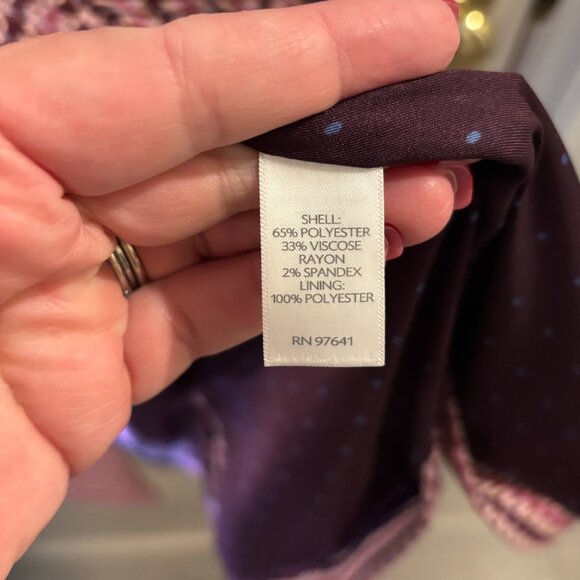 SHELL:
65% POLYESTER
33% VISCOSE
RAYON
2% SPANDEX
LINING:
100% POLYESTER
RN 97641